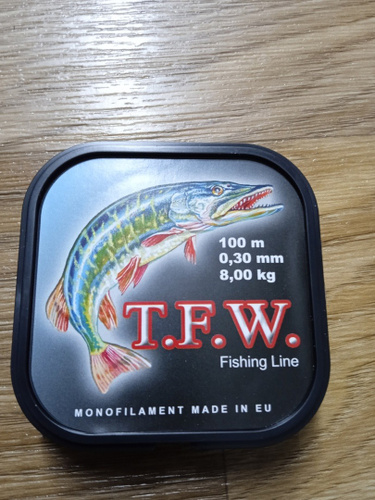 100 m
0,30 mm
8,00 kg
T.F.W.
Fishing Line
MONOFILAMENT MADE IN EU